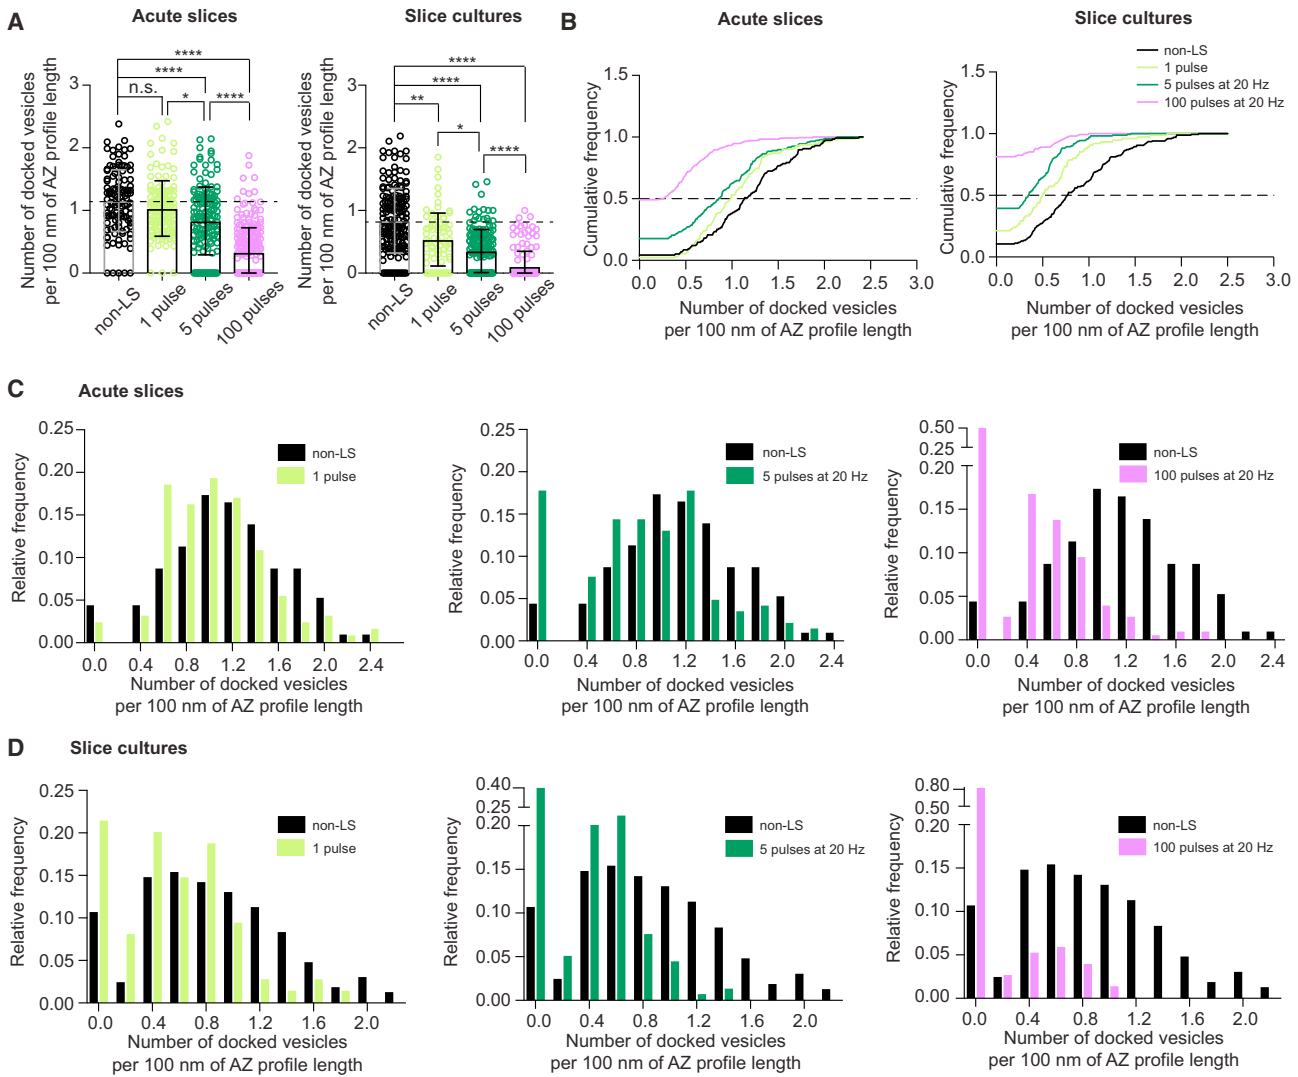 A
Acute slices
Number of docked vesicles
per 100 nm of AZ profile length
3
2
1
0
****
****
n.s.
*
****
non-LS
1 pulse
5 pulses
100 pulses
Slice cultures
Number of docked vesicles
per 100 nm of AZ profile length
3
2
1
0
****
****
**
*
****
non-LS
1 pulse
5 pulses
100 pulses
B
Acute slices
Cumulative frequency
1.5
1.0
0.5
0.0
0.0 0.5 1.0 1.5 2.0 2.5 3.0
Number of docked vesicles
per 100 nm of AZ profile length
Slice cultures
non-LS
1 pulse
5 pulses at 20 Hz
100 pulses at 20 Hz
Cumulative frequency
1.5
1.0
0.5
0.0
0.0 0.5 1.0 1.5 2.0 2.5 3.0
Number of docked vesicles
per 100 nm of AZ profile length
C
Acute slices
Relative frequency
0.25
0.20
0.15
0.10
0.05
0.00
non-LS
1 pulse
0.0 0.4 0.8 1.2 1.6 2.0 2.4
Number of docked vesicles
per 100 nm of AZ profile length
Relative frequency
0.25
0.20
0.15
0.10
0.05
0.00
non-LS
5 pulses at 20 Hz
0.0 0.4 0.8 1.2 1.6 2.0 2.4
Number of docked vesicles
per 100 nm of AZ profile length
Relative frequency
0.50
0.25
0.20
0.15
0.10
0.05
0.00
non-LS
100 pulses at 20 Hz
0.0 0.4 0.8 1.2 1.6 2.0 2.4
Number of docked vesicles
per 100 nm of AZ profile length
D
Slice cultures
Relative frequency
0.25
0.20
0.15
0.10
0.05
0.00
non-LS
1 pulse
0.0 0.4 0.8 1.2 1.6 2.0
Number of docked vesicles
per 100 nm of AZ profile length
Relative frequency
0.40
0.25
0.20
0.15
0.10
0.05
0.00
non-LS
5 pulses at 20 Hz
0.0 0.4 0.8 1.2 1.6 2.0
Number of docked vesicles
per 100 nm of AZ profile length
Relative frequency
0.80
0.50
0.20
0.15
0.10
0.05
0.00
non-LS
100 pulses at 20 Hz
0.0 0.4 0.8 1.2 1.6 2.0
Number of docked vesicles
per 100 nm of AZ profile length